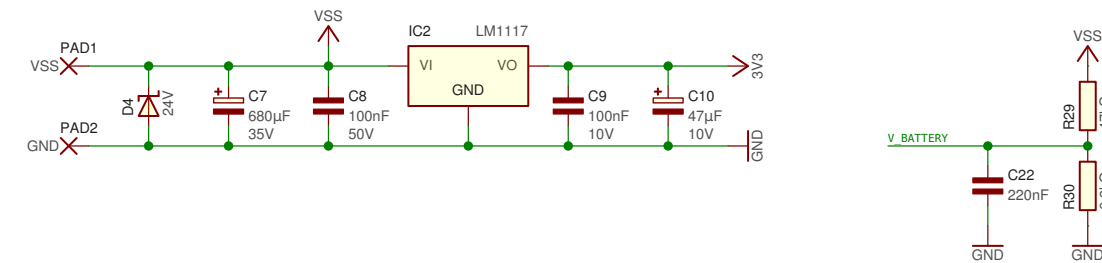 VSS
IC2 LM1117
PAD1
VSS
VI VO
GND
3V3
D4
24V
C7
680µF
35V
C8
100nF
50V
C9
100nF
10V
C10
47µF
10V
PAD2
GND
GND
VSS
R29
V_BATTERY
C22
220nF
R30
GND
GND